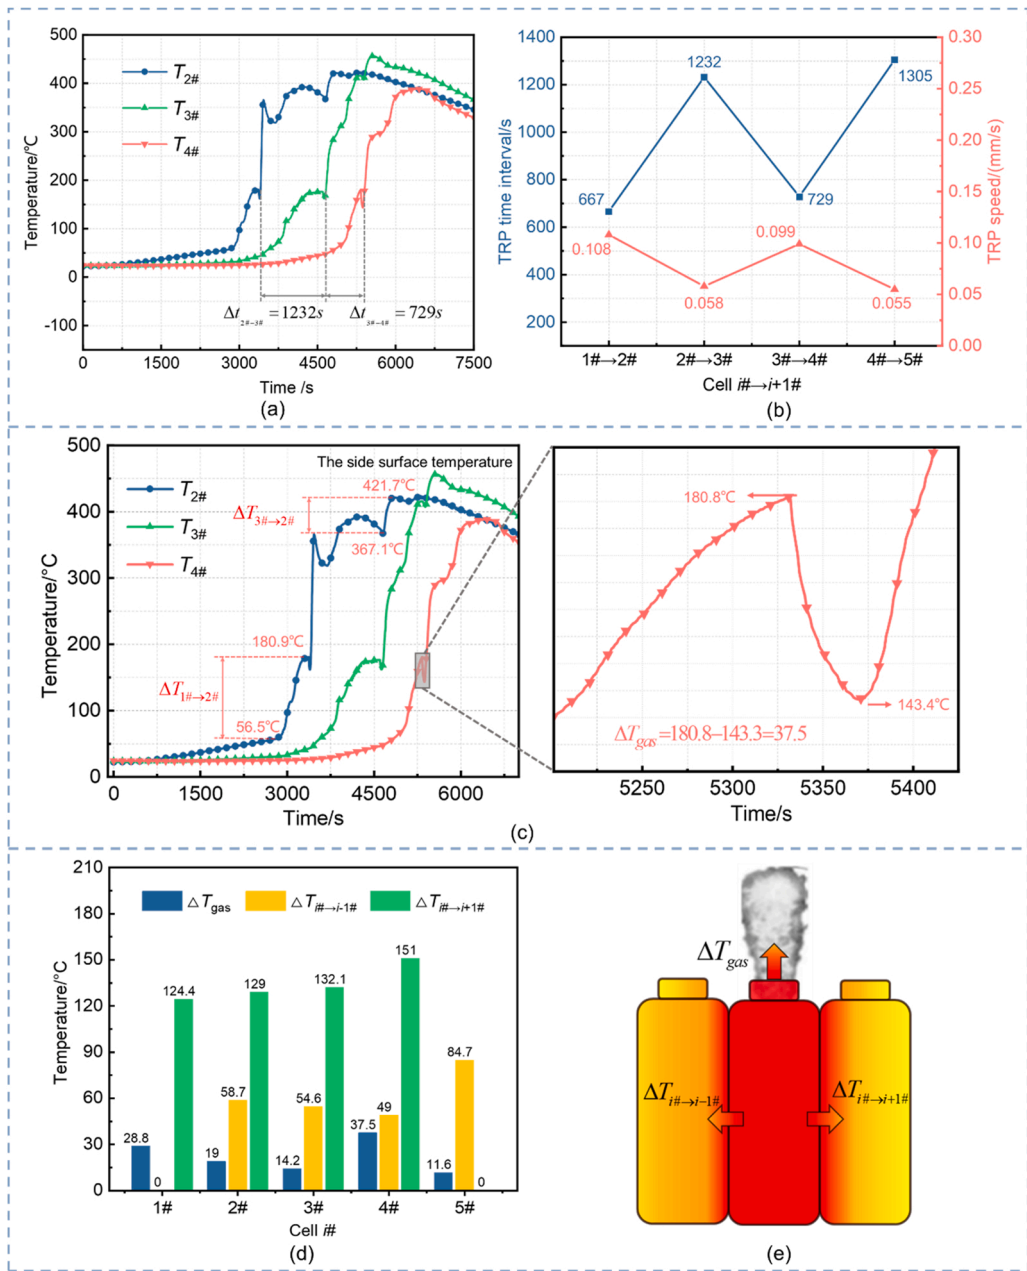 500
400
300
200
100
0
-100
Temperature/℃
T2#
T3#
T4#
Δt2#−3# = 1232s
Δt3#−4# = 729s
0 1500 3000 4500 6000 7500
Time /s
(a)
1400
1200
1000
800
600
400
200
TRP time interval/s
0.30
0.25
0.20
0.15
0.10
0.05
0.00
TRP speed/(mm/s)
667
1232
729
1305
0.108
0.058
0.099
0.055
1#→2# 2#→3# 3#→4# 4#→5#
Cell i#→i+1#
(b)
500
400
300
200
100
0
Temperature/°C
The side surface temperature
T2#
T3#
T4#
421.7℃
ΔT3#→2#
367.1℃
180.9℃
ΔT1#→2#
56.5℃
0 1500 3000 4500 6000
Time/s
180.8℃
143.4℃
ΔTgas=180.8–143.3=37.5
5250 5300 5350 5400
Time/s
(c)
210
180
150
120
90
60
30
0
Temperature/°C
△Tgas △Ti#→i-1# △Ti#→i+1#
28.8 0 124.4
19 58.7 129
14.2 54.6 132.1
37.5 49 151
11.6 84.7 0
1# 2# 3# 4# 5#
Cell i#
(d)
ΔTgas
ΔTi#→i−1#
ΔTi#→i+1#
(e)